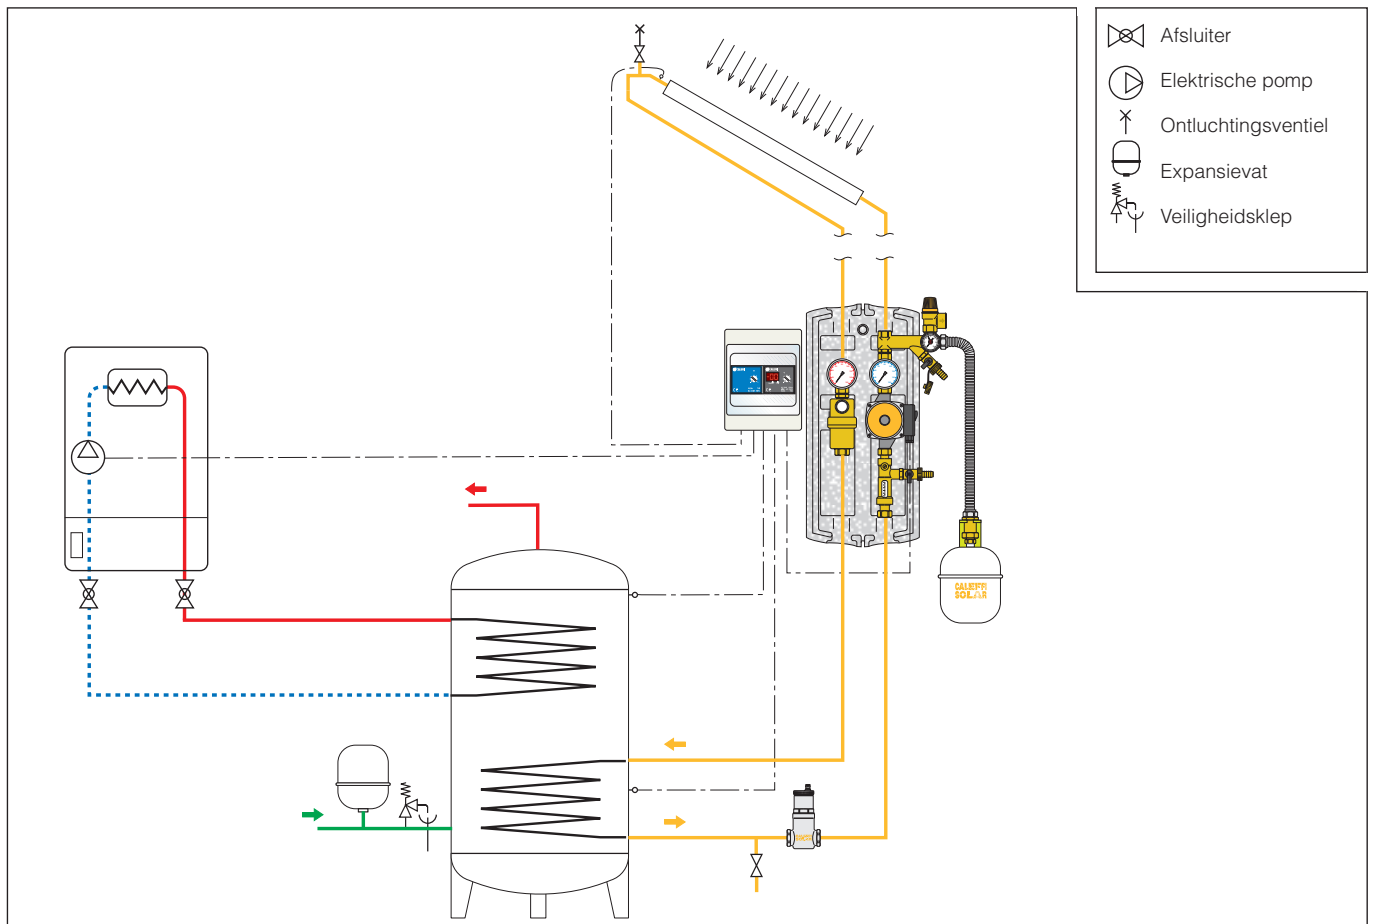 Afsluiter
Elektrische pomp
Ontluchtingsventiel
Expansievat
Veiligheidsklep
CALEFFI
SOLAR